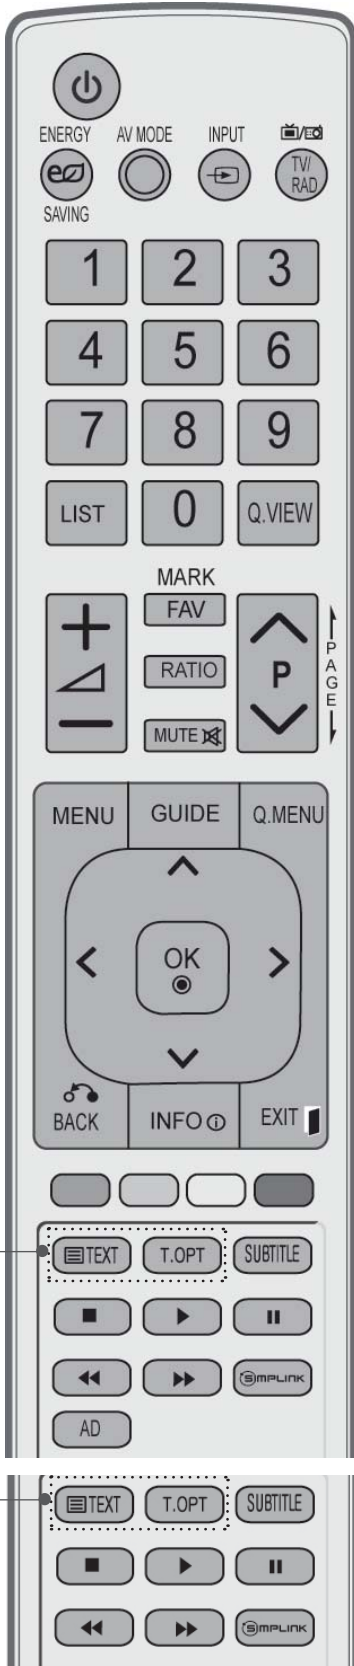 ENERGY AV MODE INPUT
TV/
RAD
SAVING
1 2 3
4 5 6
7 8 9
LIST 0 Q.VIEW
MARK
FAV
RATIO
P
PAGE
MUTE
MENU GUIDE Q.MENU
OK
BACK INFO EXIT
TEXT T.OPT SUBTITLE
SIMPLINK
AD
TEXT T.OPT SUBTITLE
SIMPLINK